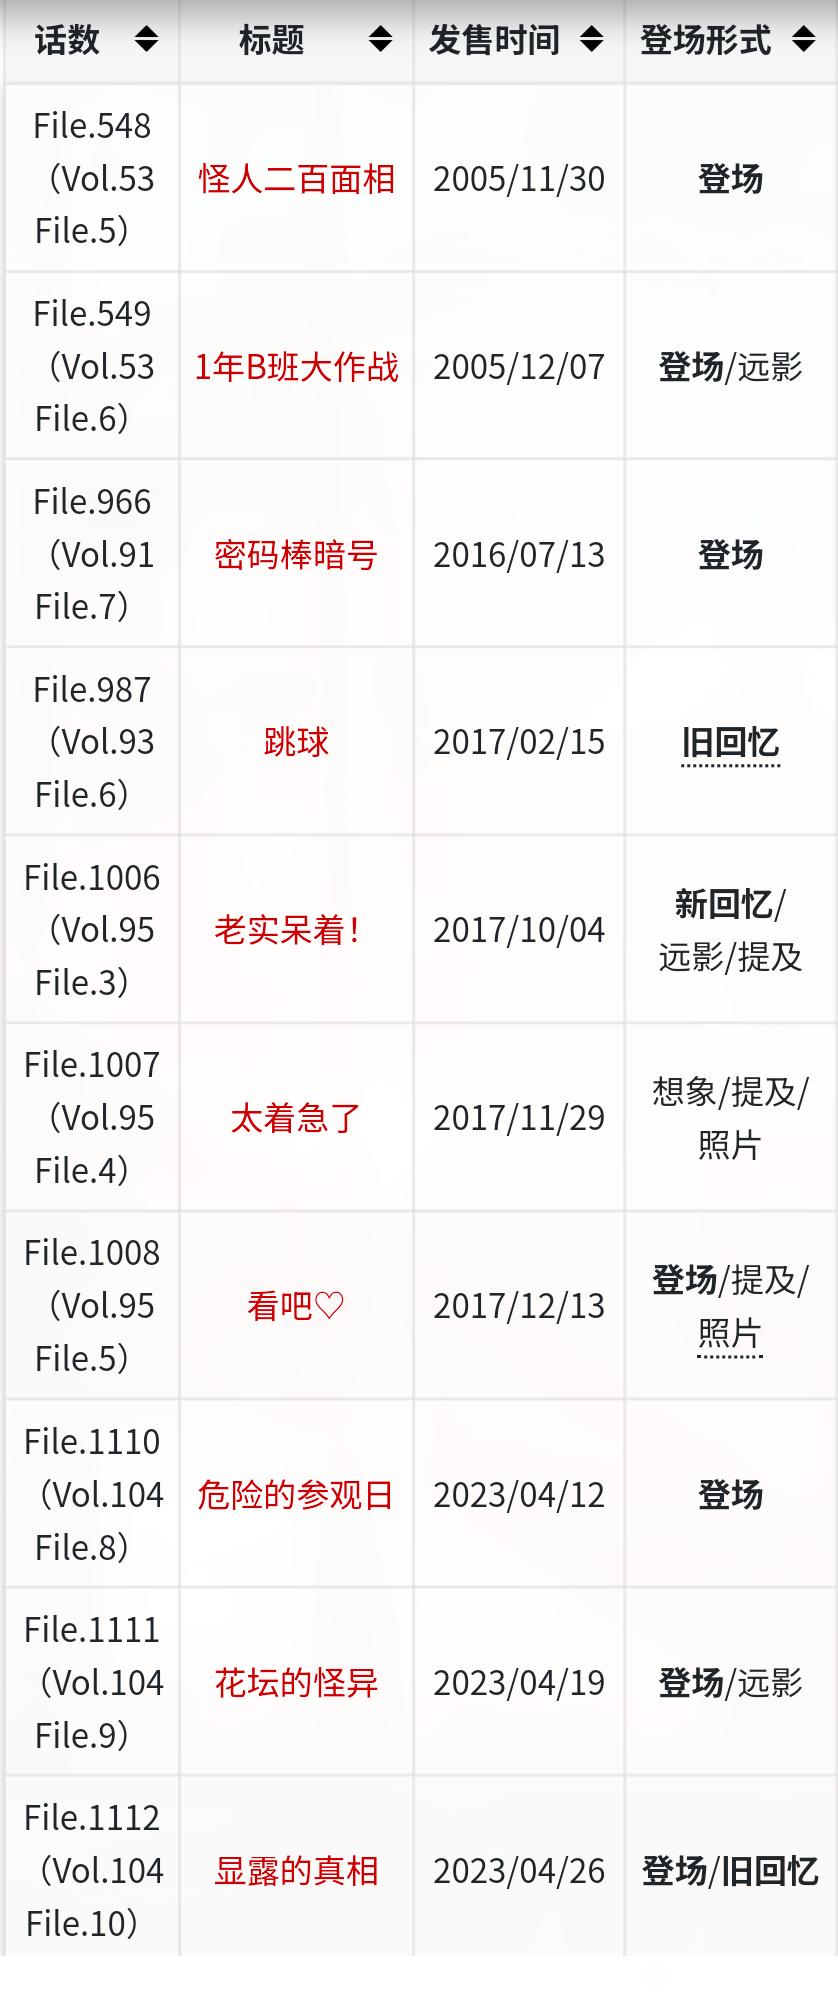 话数 标题 发售时间 登场形式
File.548
（Vol.53
File.5）
怪人二百面相
2005/11/30
登场
File.549
（Vol.53
File.6）
1年B班大作战
2005/12/07
登场/远影
File.966
（Vol.91
File.7）
密码棒暗号
2016/07/13
登场
File.987
（Vol.93
File.6）
跳球
2017/02/15
旧回忆
File.1006
（Vol.95
File.3）
老实呆着！
2017/10/04
新回忆/
远影/提及
File.1007
（Vol.95
File.4）
太着急了
2017/11/29
想象/提及/
照片
File.1008
（Vol.95
File.5）
看吧♡
2017/12/13
登场/提及/
照片
File.1110
（Vol.104
File.8）
危险的参观日
2023/04/12
登场
File.1111
（Vol.104
File.9）
花坛的怪异
2023/04/19
登场/远影
File.1112
（Vol.104
File.10）
显露的真相
2023/04/26
登场/旧回忆